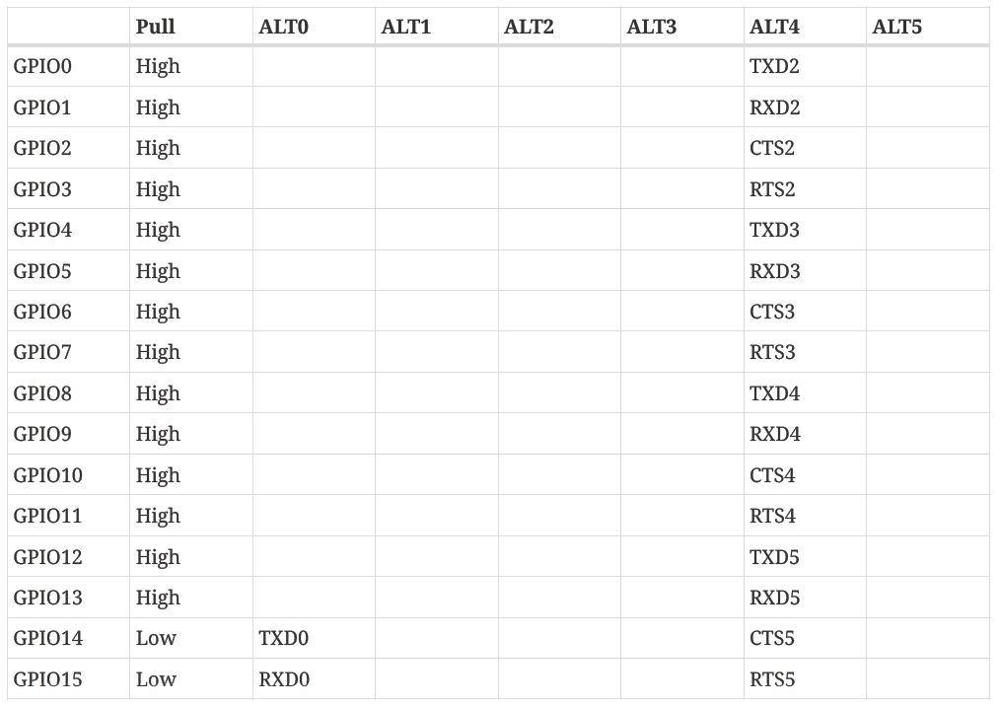 Pull ALT0 ALT1 ALT2 ALT3 ALT4 ALT5
GPIO0 High TXD2
GPIO1 High RXD2
GPIO2 High CTS2
GPIO3 High RTS2
GPIO4 High TXD3
GPIO5 High RXD3
GPIO6 High CTS3
GPIO7 High RTS3
GPIO8 High TXD4
GPIO9 High RXD4
GPIO10 High CTS4
GPIO11 High RTS4
GPIO12 High TXD5
GPIO13 High RXD5
GPIO14 Low TXD0 CTS5
GPIO15 Low RXD0 RTS5